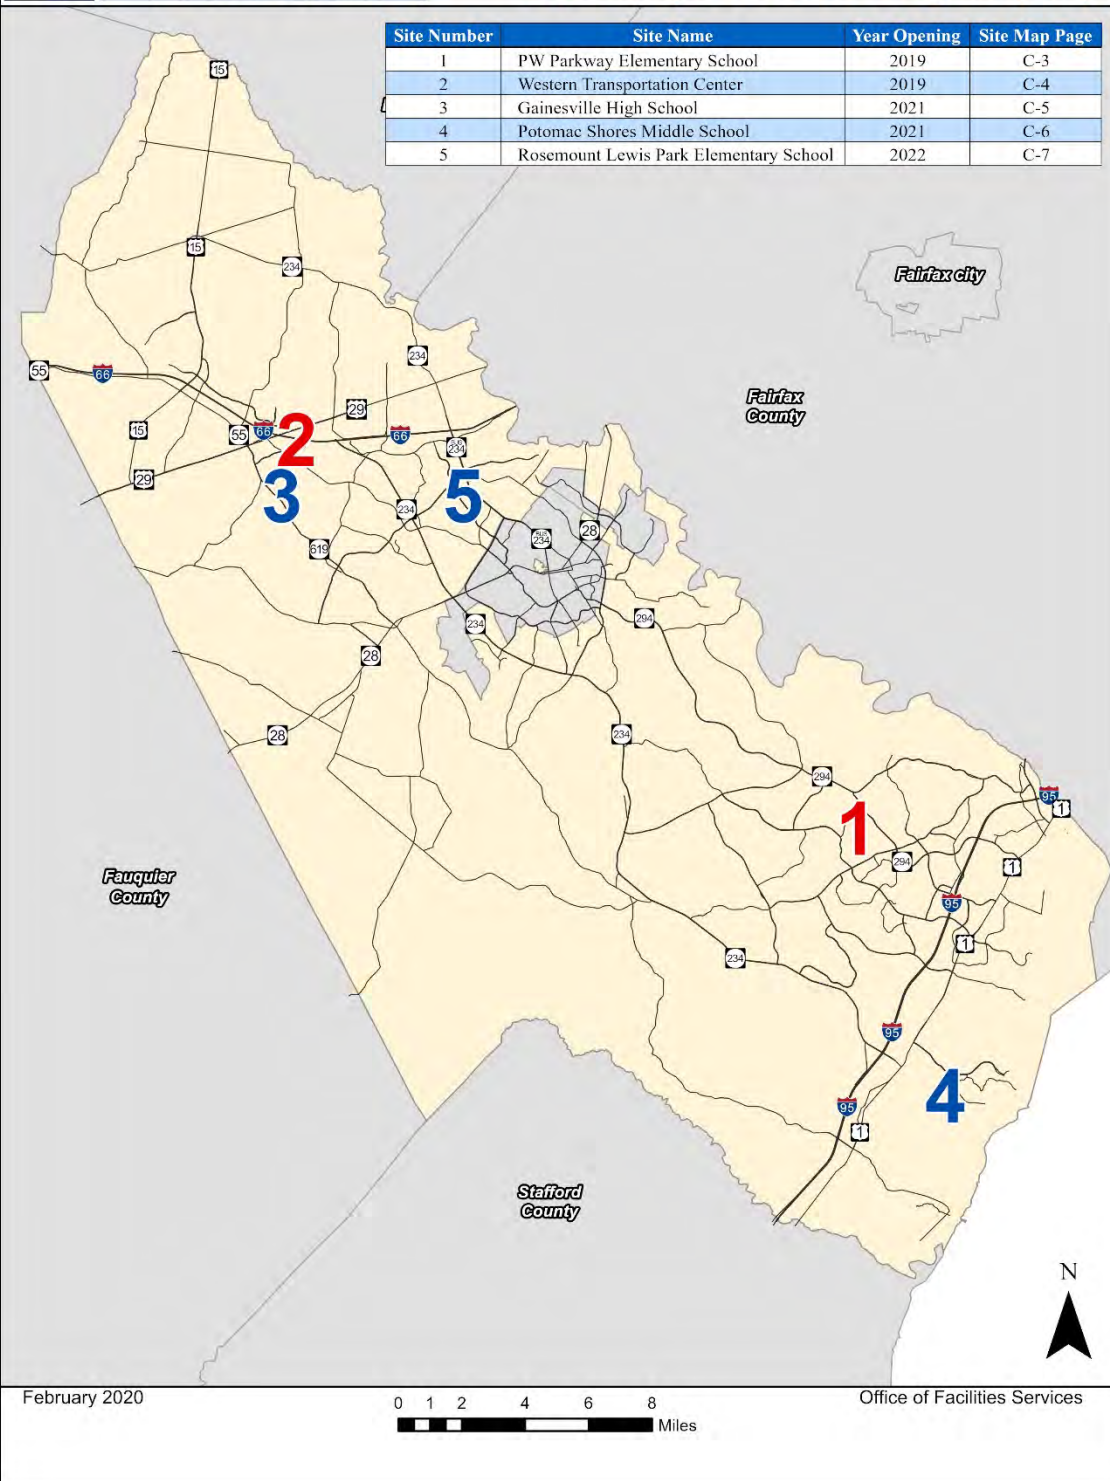 Site Number Site Name Year Opening Site Map Page
1 PW Parkway Elementary School 2019 C-3
2 Western Transportation Center 2019 C-4
3 Gainesville High School 2021 C-5
4 Potomac Shores Middle School 2021 C-6
5 Rosemount Lewis Park Elementary School 2022 C-7
15
15
234
Fairfax city
234
55
66
Fairfax
County
29
15
55
66
2
66
234
29
3
5
234
28
234
619
294
234
28
28
234
294
95
1
1
294
1
Fauquier
County
95
1
234
95
4
95
1
Stafford
County
N
February 2020
0 1 2 4 6 8
Miles
Office of Facilities Services